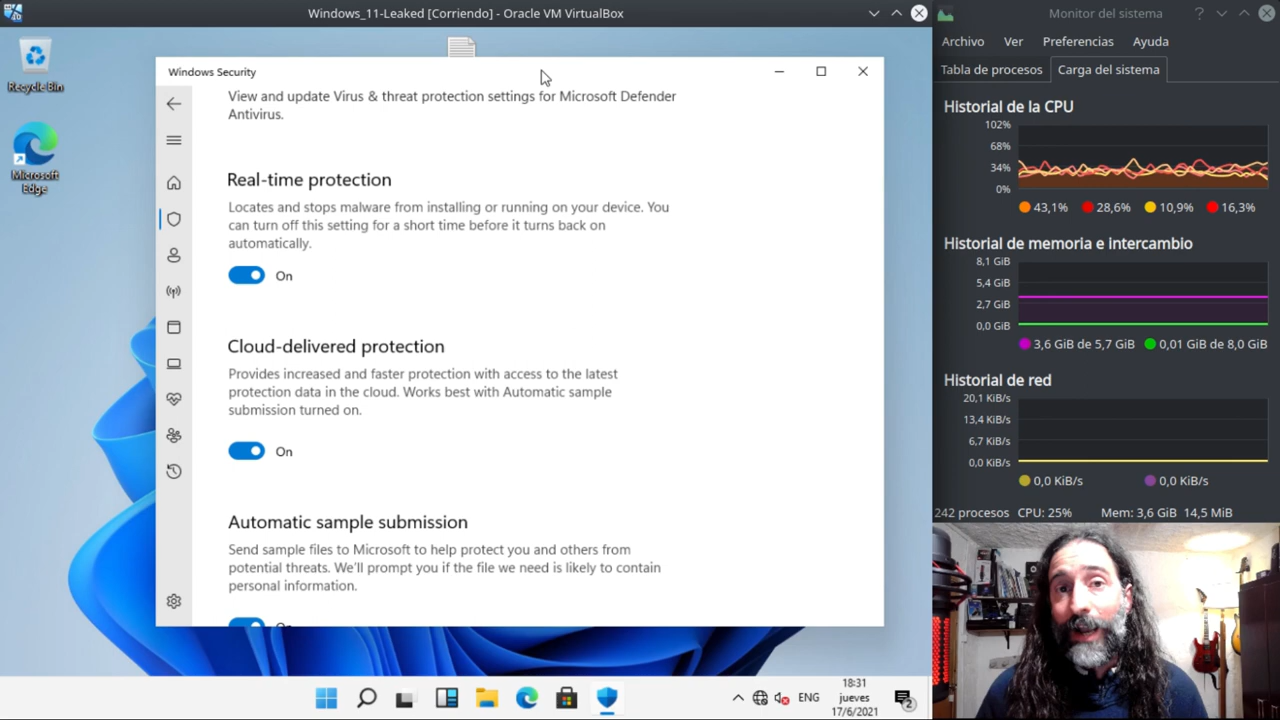 Windows_11-Leaked [Corriendo] - Oracle VM VirtualBox
Recycle Bin
Microsoft
Edge
Windows Security
View and update Virus & threat protection settings for Microsoft Defender
Antivirus.
Real-time protection
Locates and stops malware from installing or running on your device. You
can turn off this setting for a short time before it turns back on
automatically.
On
Cloud-delivered protection
Provides increased and faster protection with access to the latest
protection data in the cloud. Works best with Automatic sample
submission turned on.
On
Automatic sample submission
Send sample files to Microsoft to help protect you and others from
potential threats. We'll prompt you if the file we need is likely to contain
personal information.
On
ENG
18:31
jueves
17/6/2021
2
Monitor del sistema
Archivo Ver Preferencias Ayuda
Tabla de procesos Carga del sistema
Historial de la CPU
102%
68%
34%
0%
43,1% 28,6% 10,9% 16,3%
Historial de memoria e intercambio
8,1 GiB
5,4 GiB
2,7 GiB
0,0 GiB
3,6 GiB de 5,7 GiB 0,01 GiB de 8,0 GiB
Historial de red
20,1 KiB/s
13,4 KiB/s
6,7 KiB/s
0,0 KiB/s
0,0 KiB/s 0,0 KiB/s
242 procesos CPU: 25% Mem: 3,6 GiB 14,5 MiB